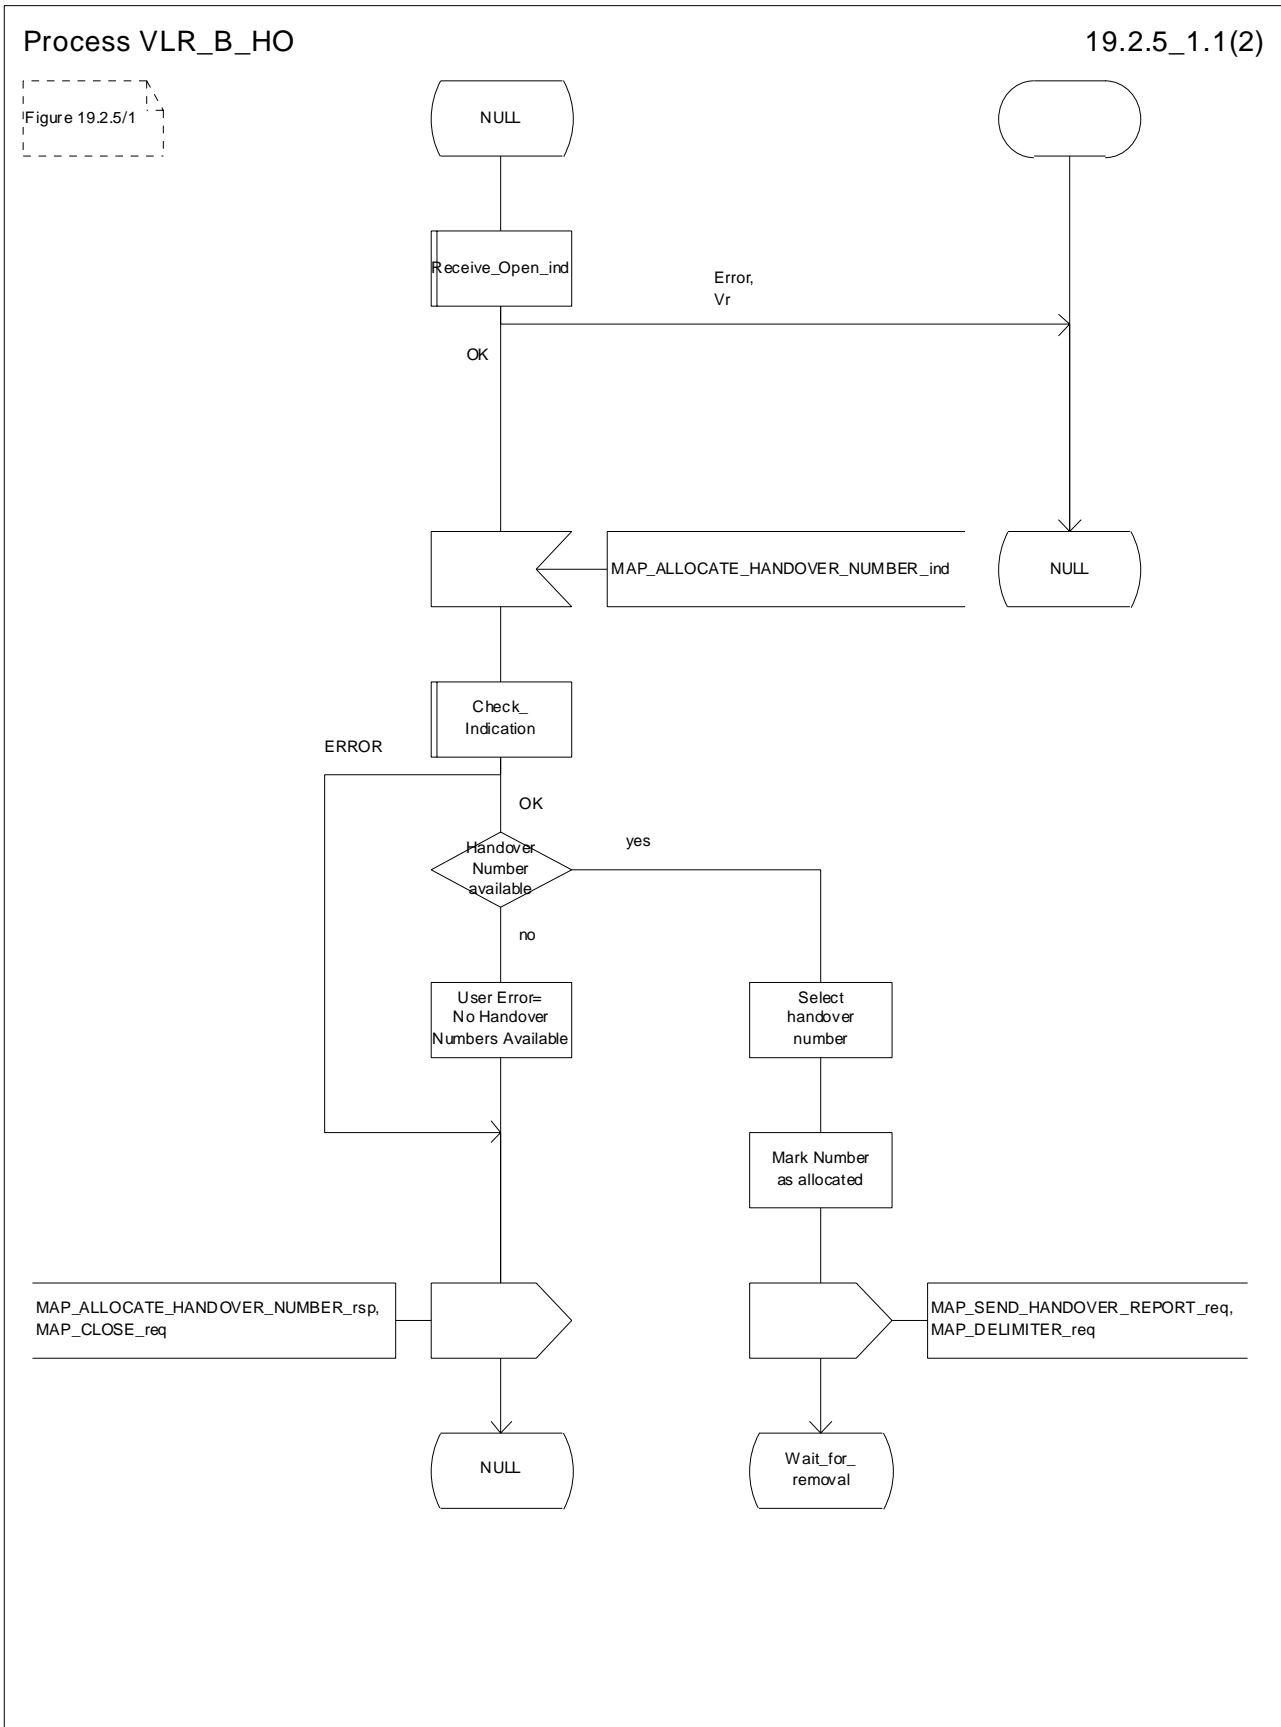 Process VLR_B_HO
19.2.5_1.1(2)
Figure 19.2.5/1
NULL
Receive_Open_ind
Error,
Vr
OK
MAP_ALLOCATE_HANDOVER_NUMBER_ind
NULL
Check_
Indication
ERROR
OK
Handover
Number
available
yes
no
User Error=
No Handover
Numbers Available
Select
handover
number
Mark Number
as allocated
MAP_ALLOCATE_HANDOVER_NUMBER_rsp,
MAP_CLOSE_req
MAP_SEND_HANDOVER_REPORT_req,
MAP_DELIMITER_req
NULL
Wait_for_
removal